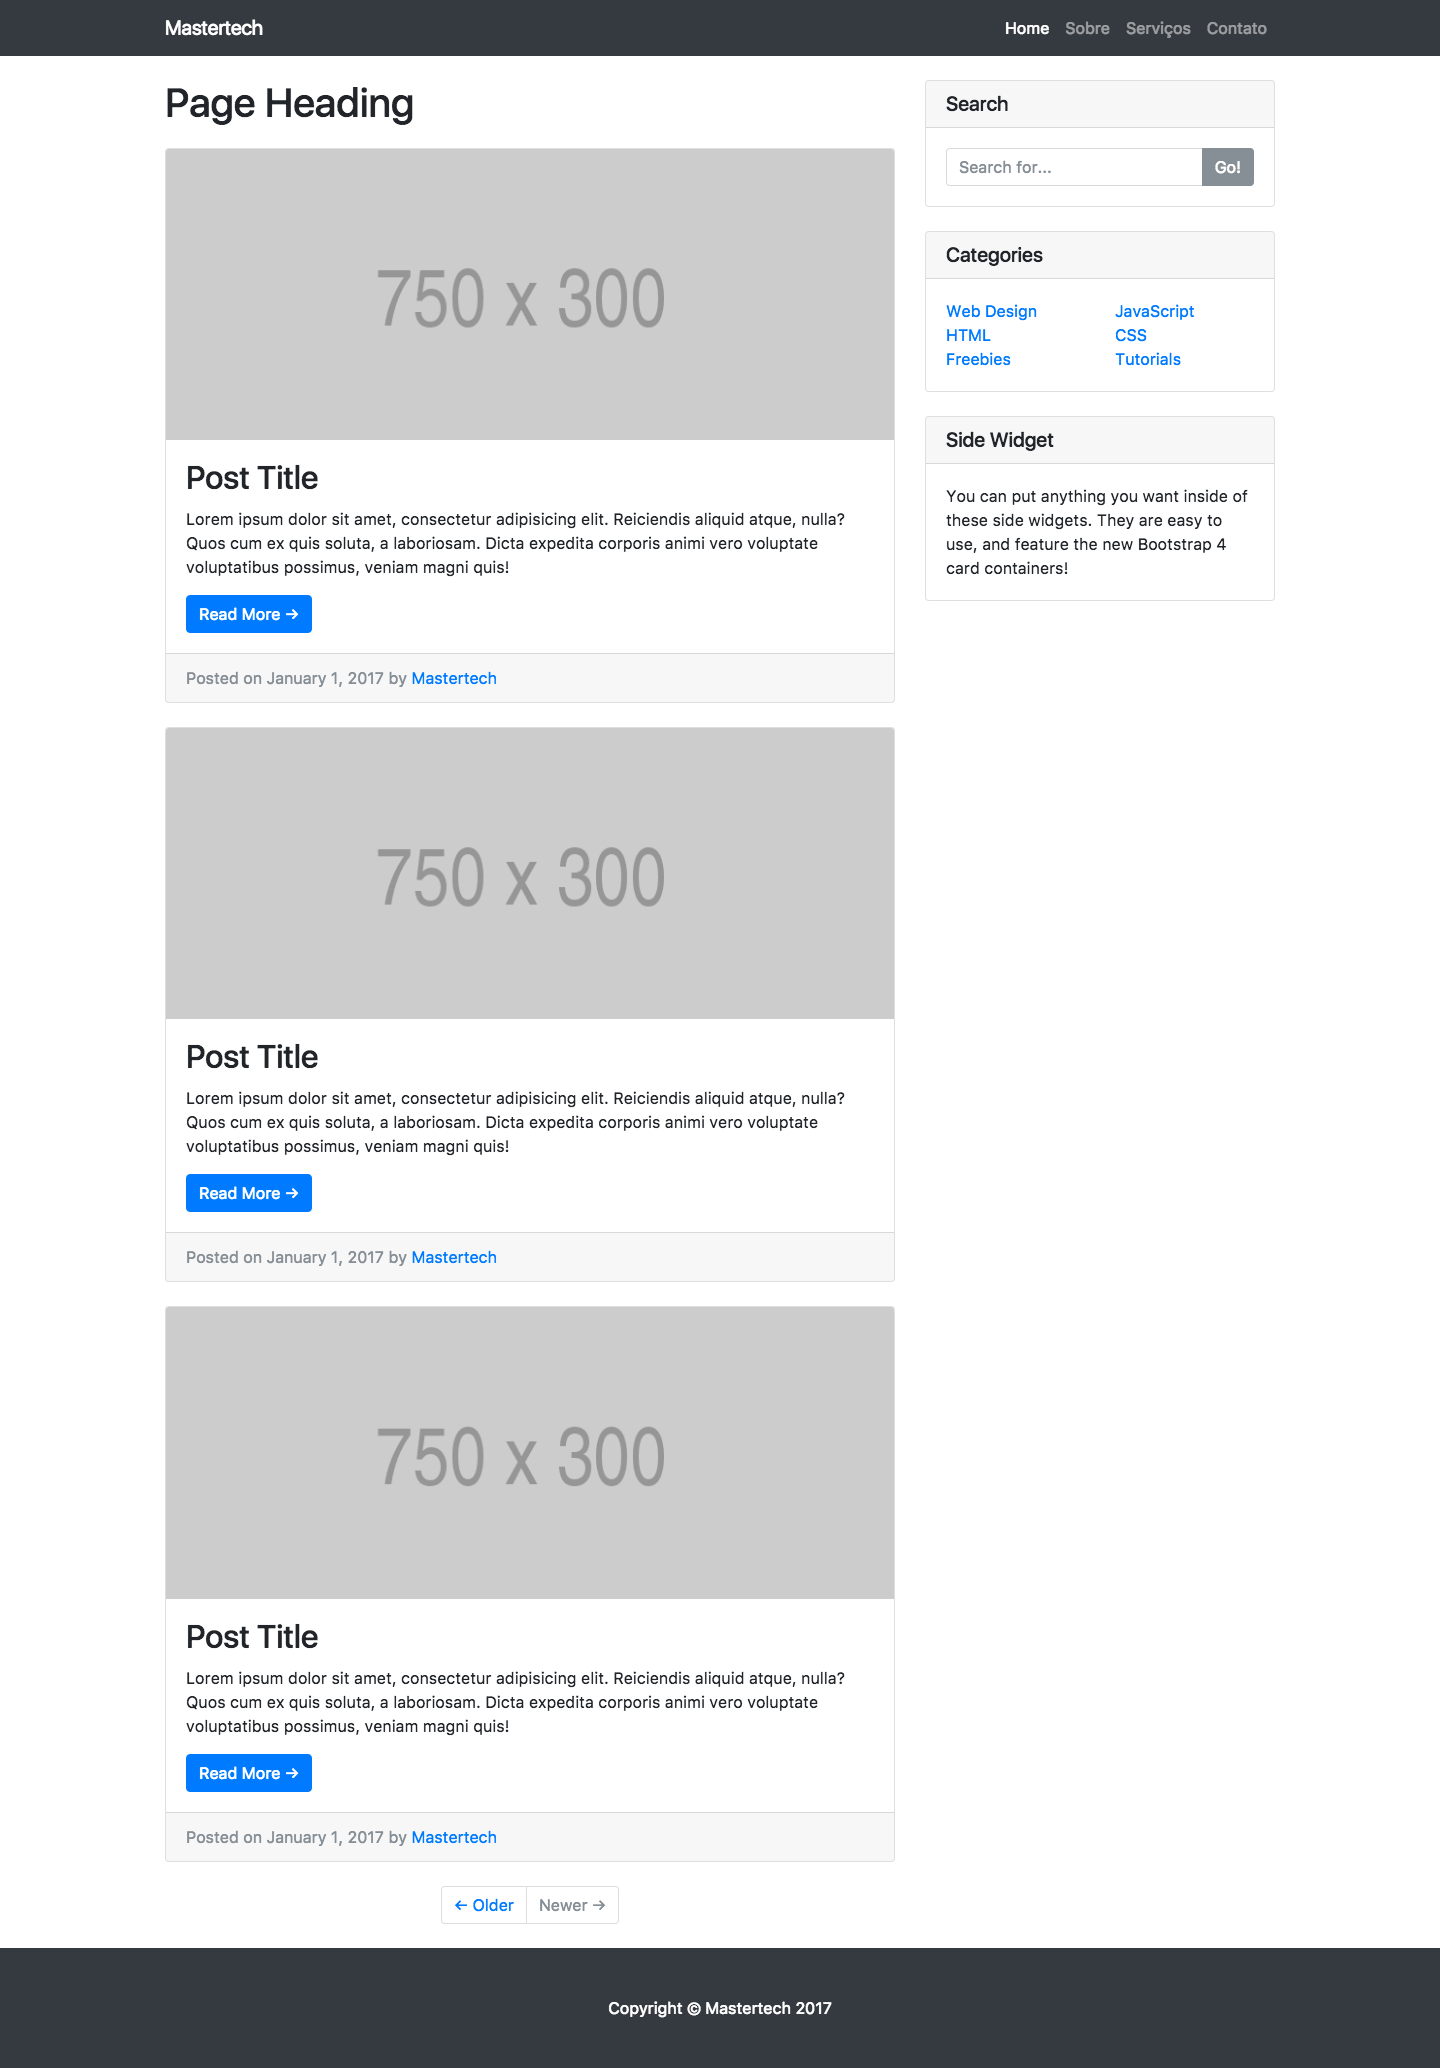 Mastertech
Home Sobre Serviços Contato
Page Heading
750 x 300
Post Title
Lorem ipsum dolor sit amet, consectetur adipisicing elit. Reiciendis aliquid atque, nulla?
Quos cum ex quis soluta, a laboriosam. Dicta expedita corporis animi vero voluptate
voluptatibus possimus, veniam magni quis!
Read More →
Posted on January 1, 2017 by Mastertech
750 x 300
Post Title
Lorem ipsum dolor sit amet, consectetur adipisicing elit. Reiciendis aliquid atque, nulla?
Quos cum ex quis soluta, a laboriosam. Dicta expedita corporis animi vero voluptate
voluptatibus possimus, veniam magni quis!
Read More →
Posted on January 1, 2017 by Mastertech
750 x 300
Post Title
Lorem ipsum dolor sit amet, consectetur adipisicing elit. Reiciendis aliquid atque, nulla?
Quos cum ex quis soluta, a laboriosam. Dicta expedita corporis animi vero voluptate
voluptatibus possimus, veniam magni quis!
Read More →
Posted on January 1, 2017 by Mastertech
← Older Newer →
Search
Search for... Go!
Categories
Web Design JavaScript
HTML CSS
Freebies Tutorials
Side Widget
You can put anything you want inside of
these side widgets. They are easy to
use, and feature the new Bootstrap 4
card containers!
Copyright © Mastertech 2017